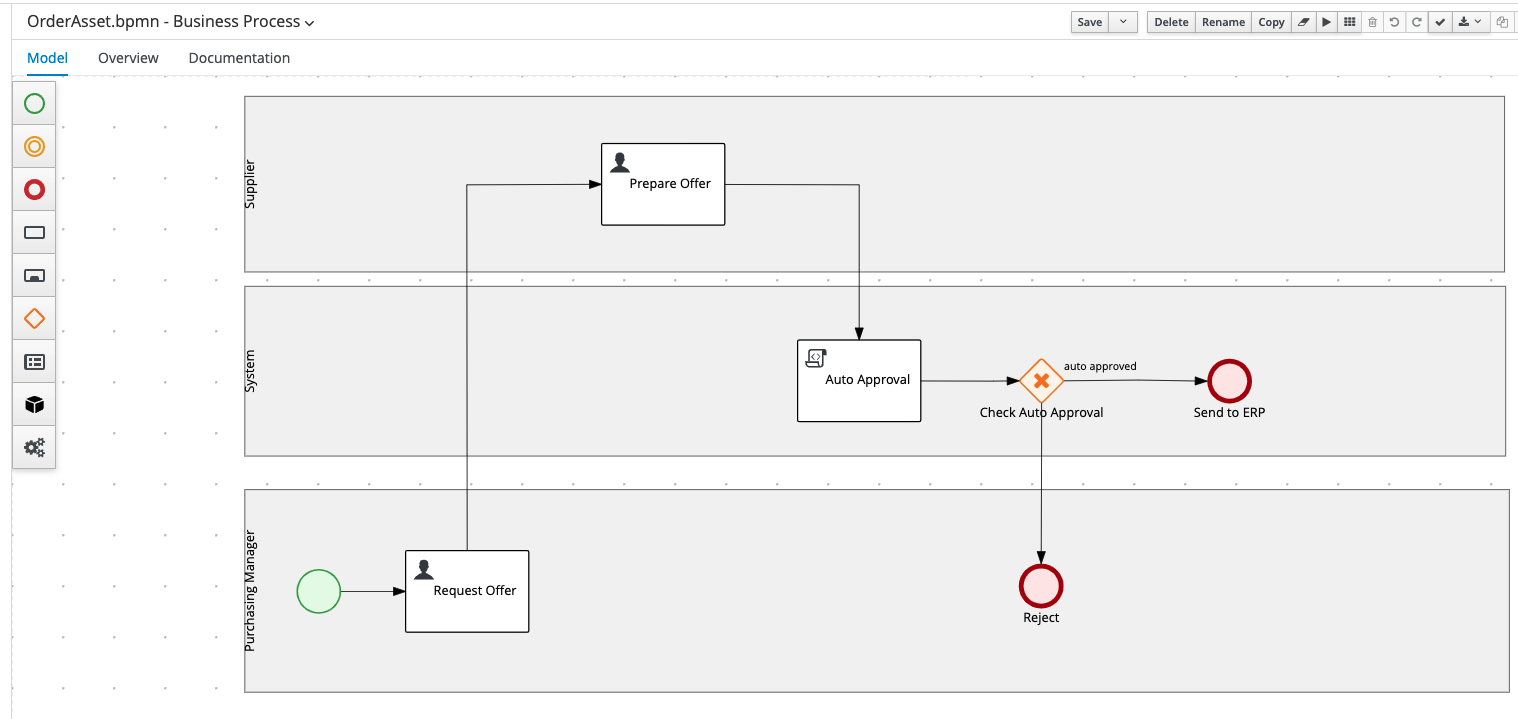 OrderAsset.bpmn - Business Process
Save
Delete
Rename
Copy
Model
Overview
Documentation
Supplier
Prepare Offer
System
Auto Approval
auto approved
Check Auto Approval
Send to ERP
Purchasing Manager
Request Offer
Reject